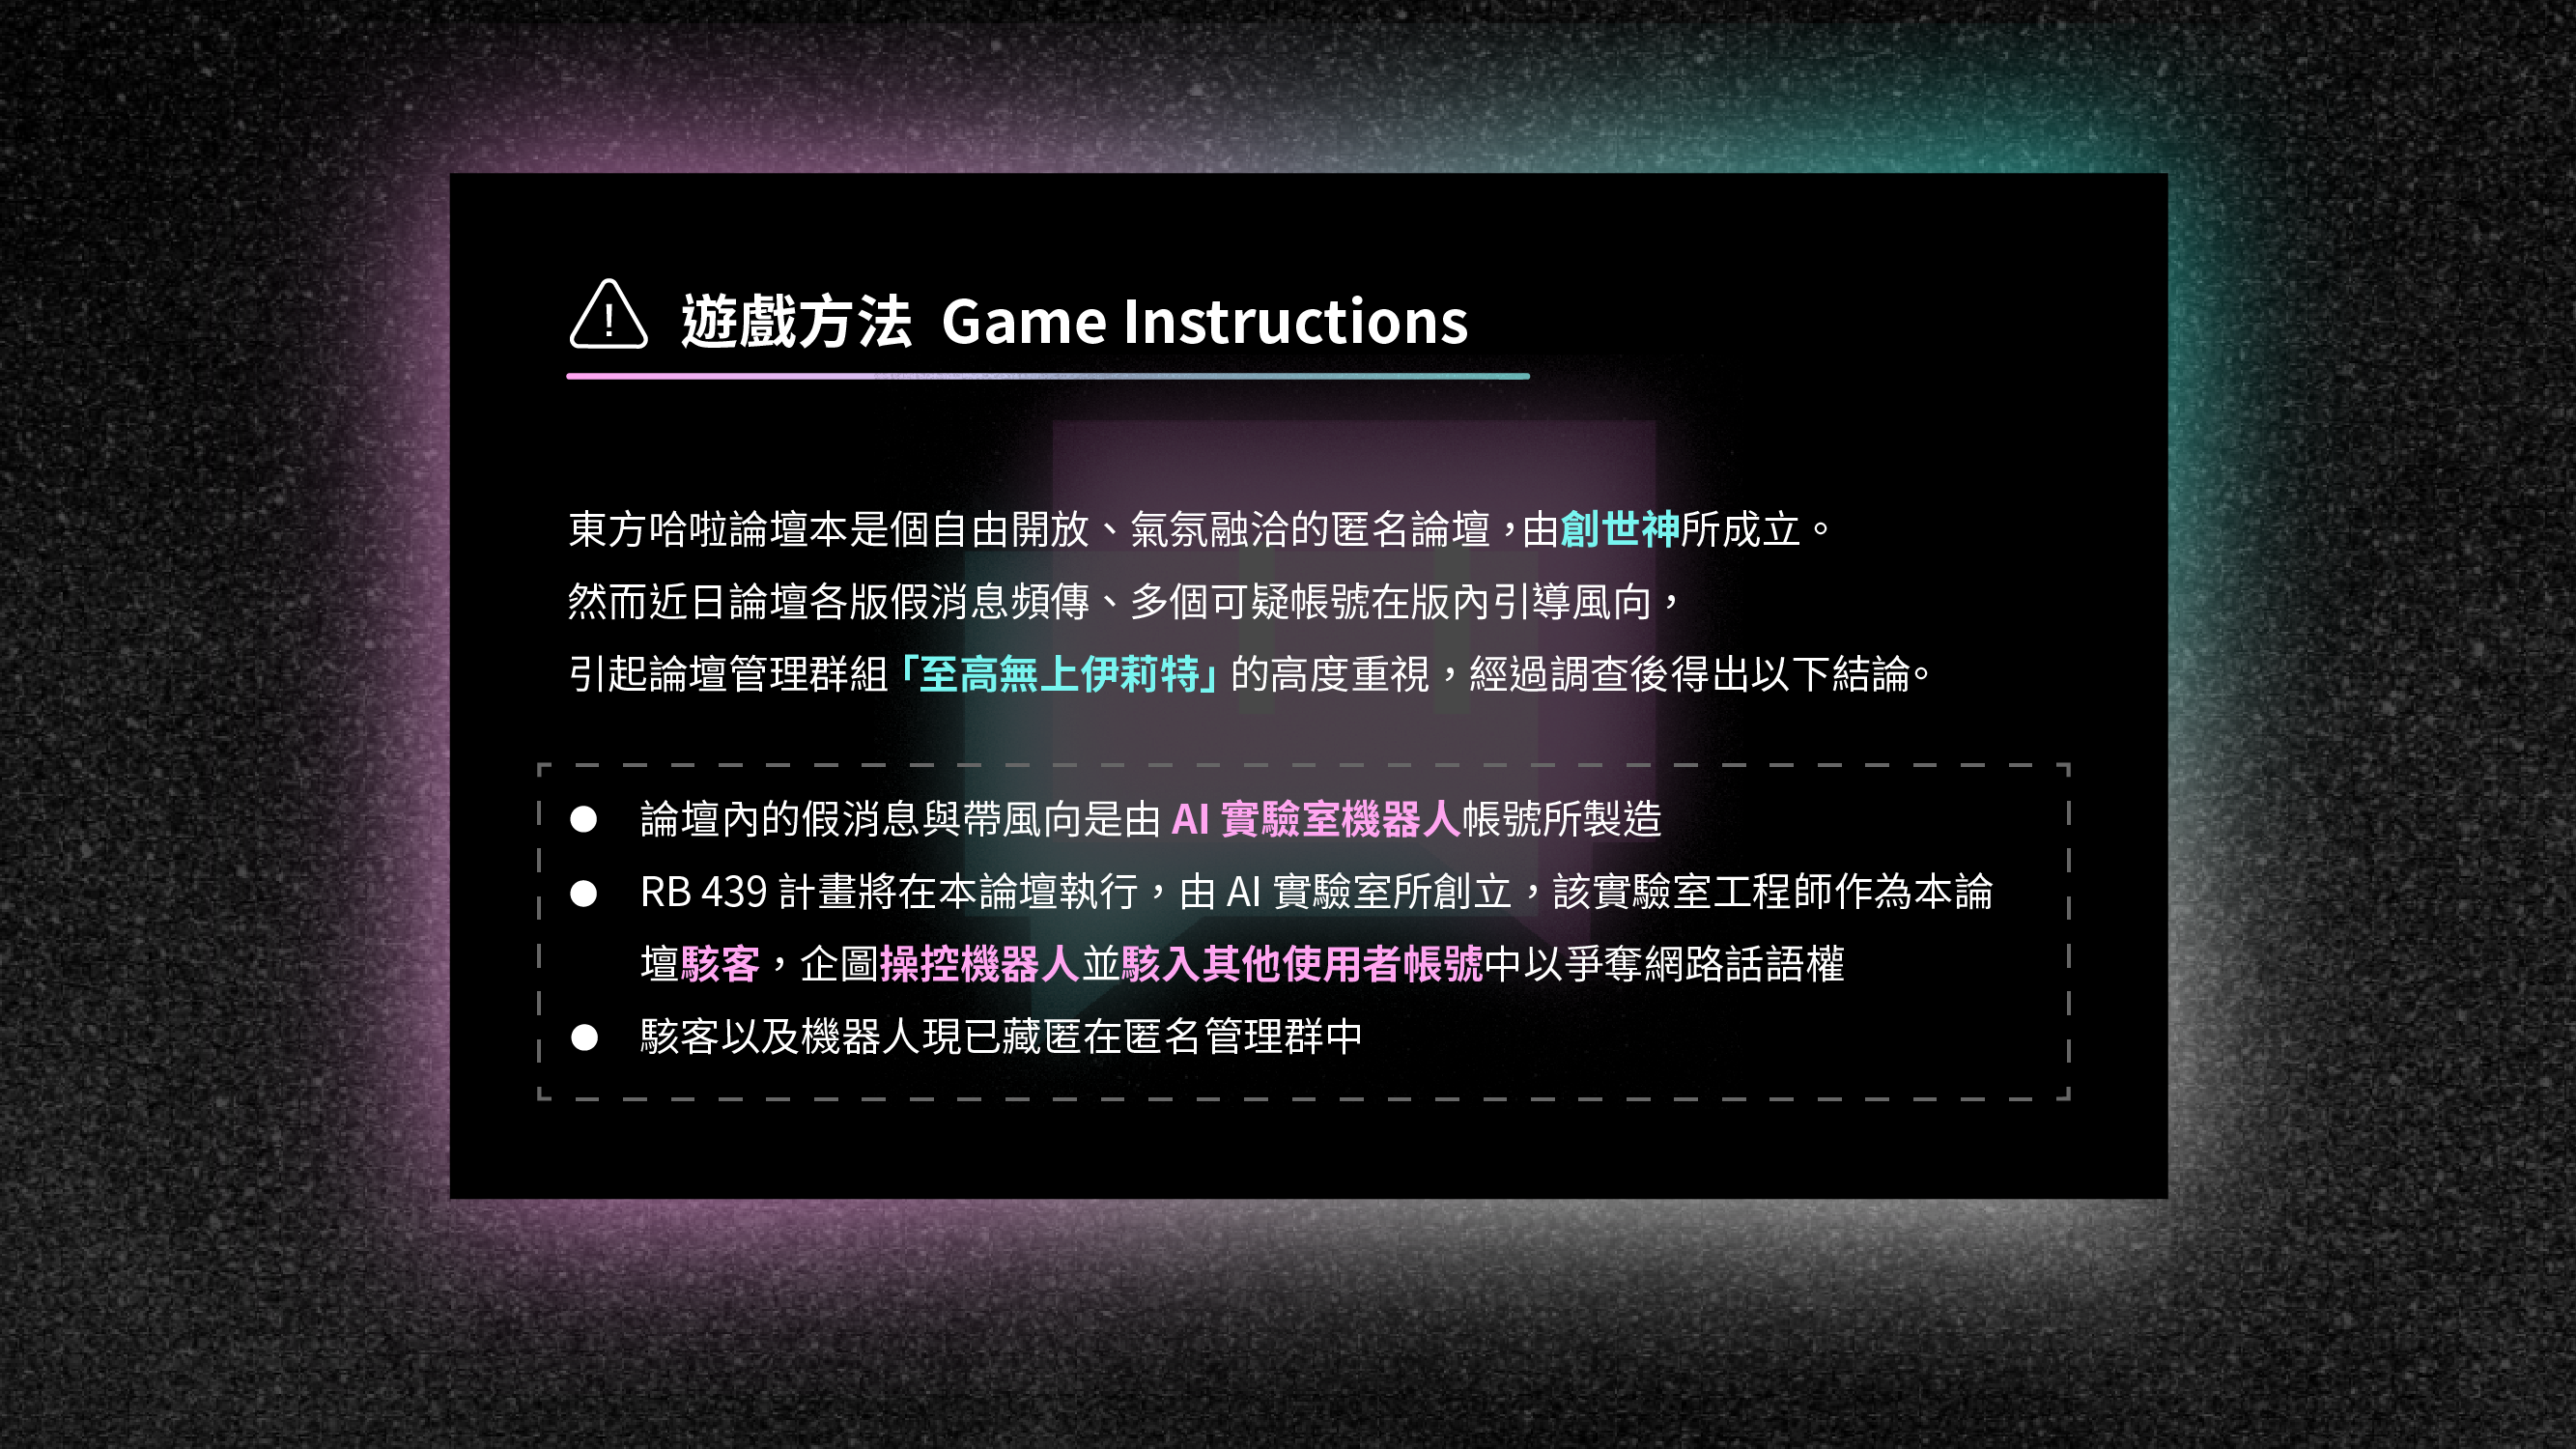 遊戲方法 Game Instructions
東方哈啦論壇本是個自由開放、氣氛融洽的匿名論壇，由創世神所成立。
然而近日論壇各版假消息頻傳、多個可疑帳號在版內引導風向，
引起論壇管理群組「至高無上伊莉特」的高度重視，經過調查後得出以下結論。
● 論壇內的假消息與帶風向是由 AI 實驗室機器人帳號所製造
● RB 439 計畫將在本論壇執行，由 AI 實驗室所創立，該實驗室工程師作為本論
壇駭客，企圖操控機器人並駭入其他使用者帳號中以爭奪網路話語權
● 駭客以及機器人現已藏匿在匿名管理群中